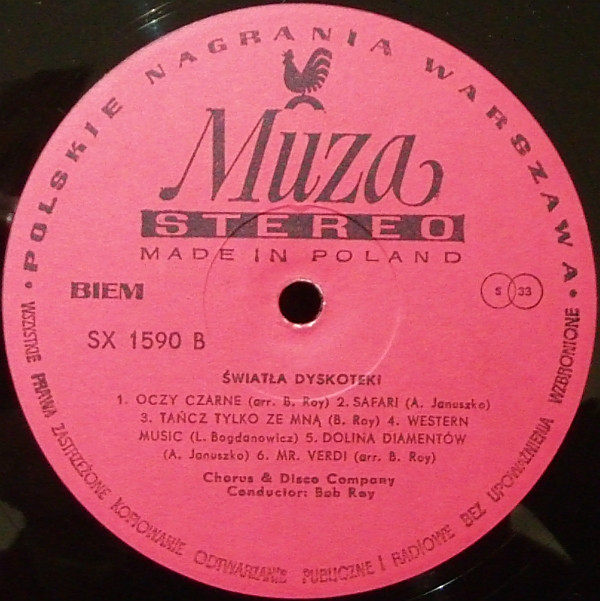 • POLSKIE NAGRANIA WARSZAWA •
Muza
STEREO
MADE IN POLAND
BIEM
S 33
SX 1590 B
ŚWIATŁA DYSKOTEKI
1. OCZY CZARNE (arr. B. Roy) 2. SAFARI (A. Januszko)
3. TAŃCZ TYLKO ZE MNĄ (B. Roy) 4. WESTERN
MUSIC (L. Bogdanowicz) 5. DOLINA DIAMENTÓW
(A. Januszko) 6. MR. VERDI (arr. B. Roy)
Chorus & Disco Company
Conductor: Bob Roy
WSZYSTKIE PRAWA ZASTRZEŻONE KOPIOWANIE ODTWARZANIE PUBLICZNE I RADIOWE BEZ UPOWAŻNIENIA WZBRONIONE